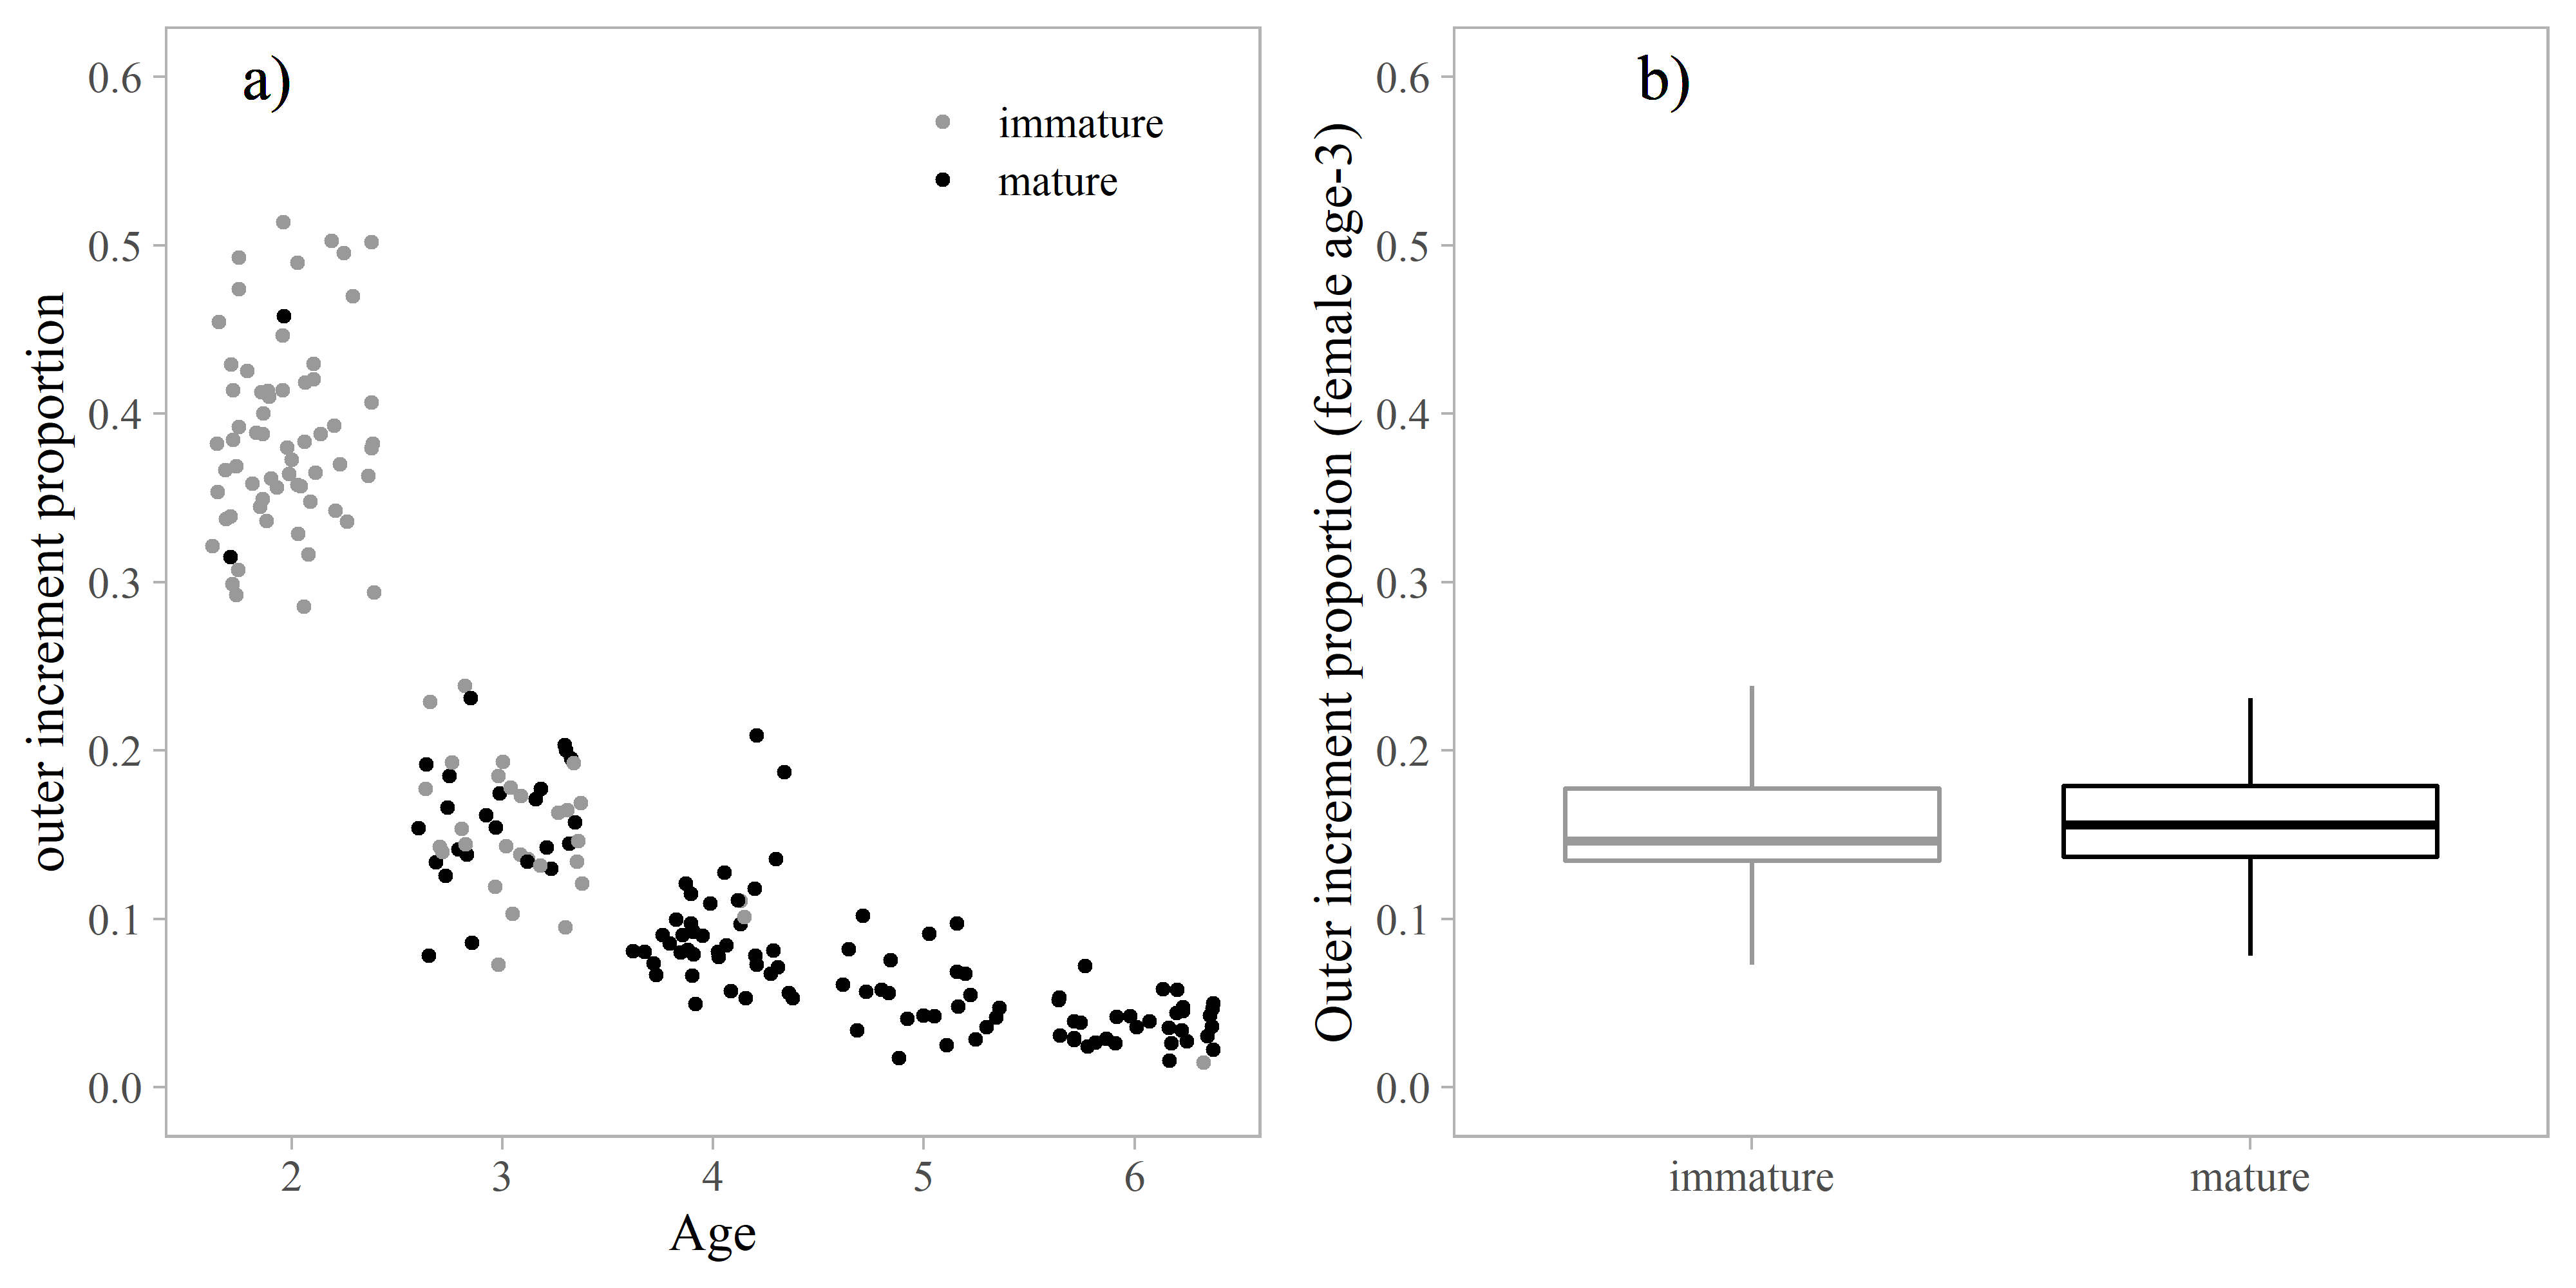 a)
immature
mature
outer increment proportion
0.6
0.5
0.4
0.3
0.2
0.1
0.0
2 3 4 5 6
Age
b)
Outer increment proportion (female age-3)
0.6
0.5
0.4
0.3
0.2
0.1
0.0
immature mature